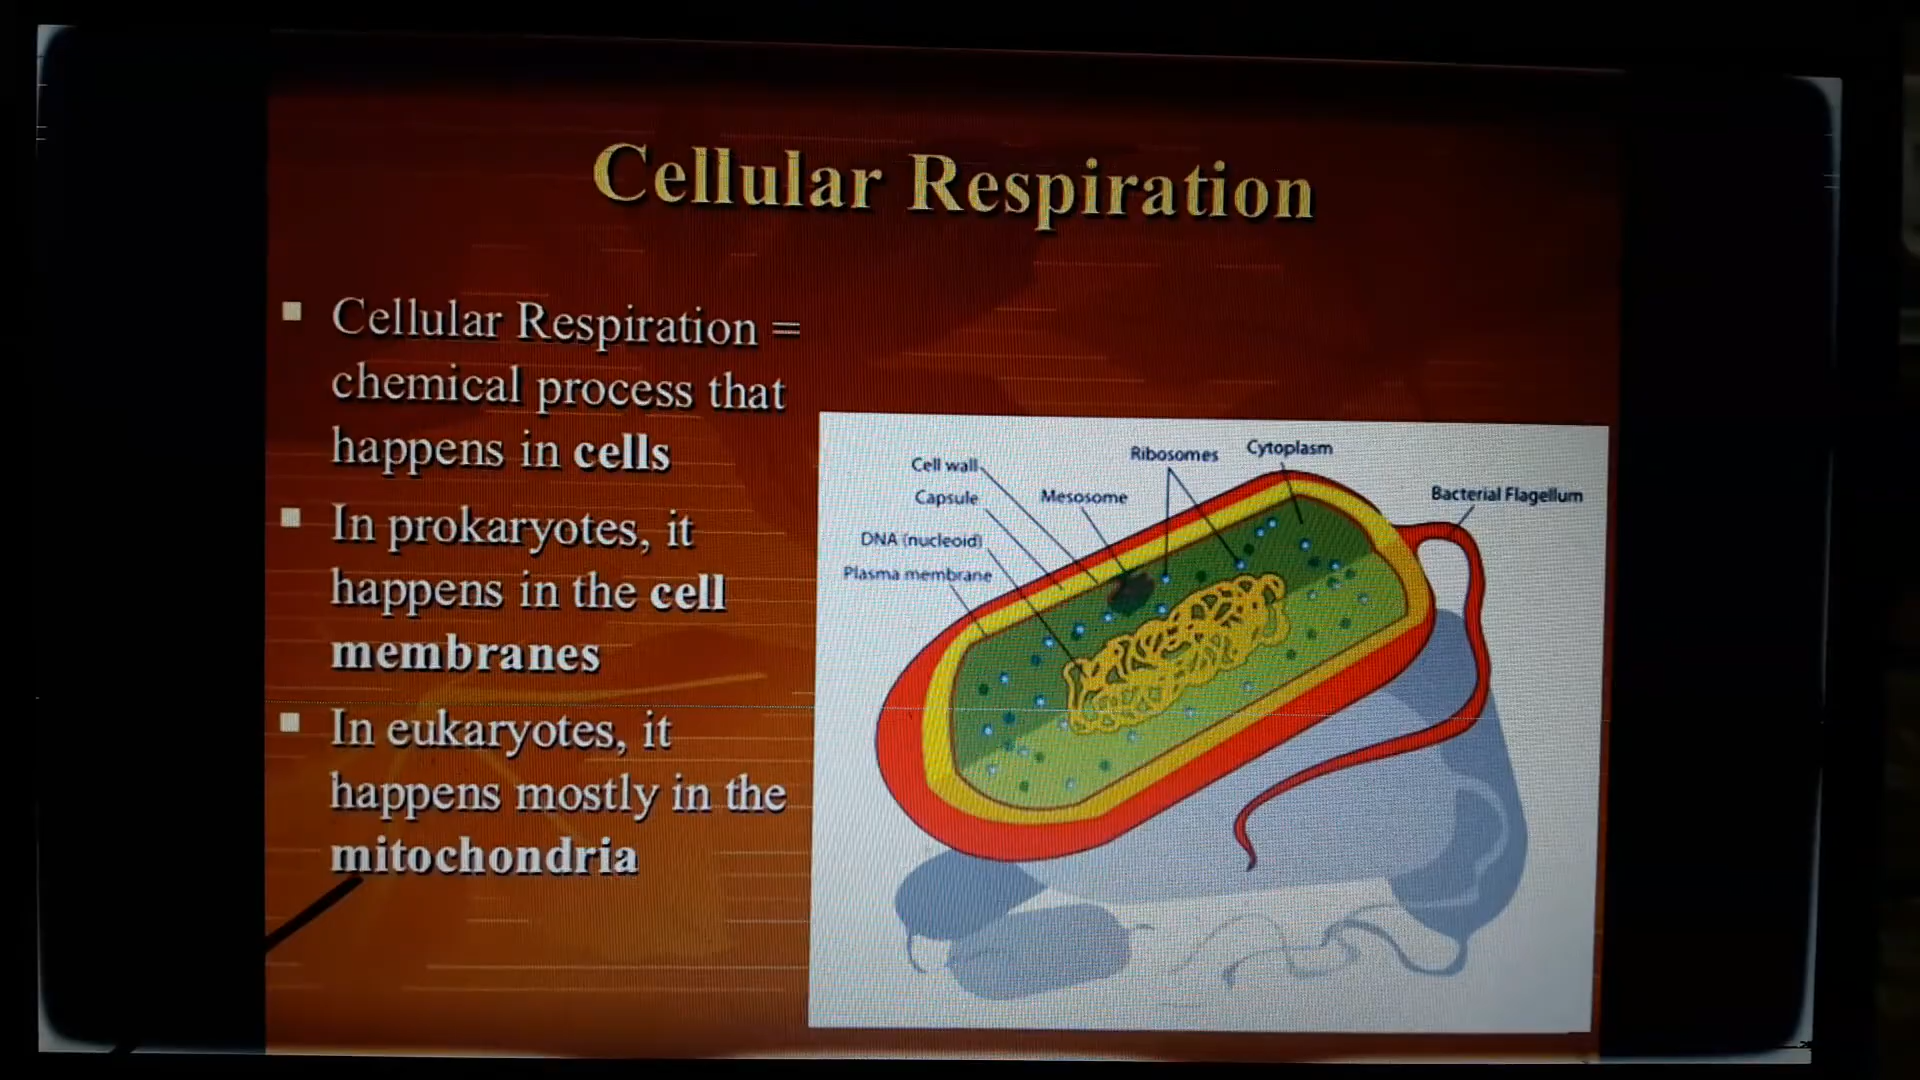 Cellular Respiration
Cellular Respiration =
chemical process that
happens in cells
In prokaryotes, it
happens in the cell
membranes
In eukaryotes, it
happens mostly in the
mitochondria
Cell wall
Capsule
DNA (nucleoid)
Plasma membrane
Mesosome
Ribosomes
Cytoplasm
Bacterial Flagellum